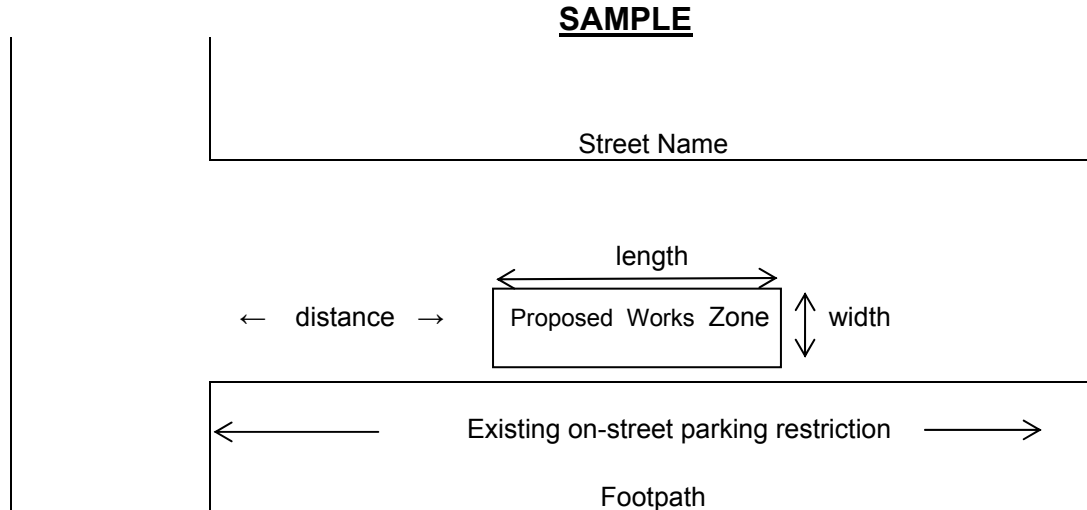 SAMPLE
Street Name
length
← distance → Proposed Works Zone width
Existing on-street parking restriction
Footpath